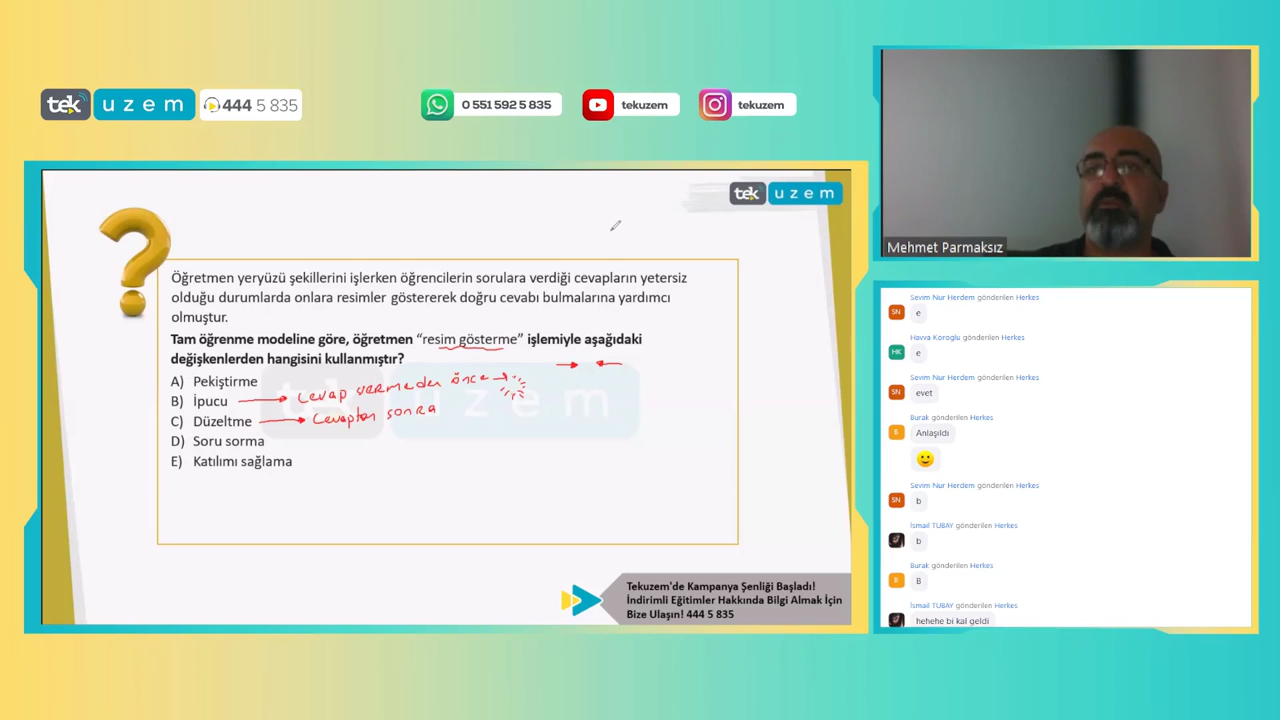 tek uzem 444 5 835
0 551 592 5 835
tekuzem
tekuzem
tek uzem
Öğretmen yeryüzü şekillerini işlerken öğrencilerin sorulara verdiği cevapların yetersiz
olduğu durumlarda onlara resimler göstererek doğru cevabı bulmalarına yardımcı
olmuştur.
Tam öğrenme modeline göre, öğretmen “resim gösterme” işlemiyle aşağıdaki
değişkenlerden hangisini kullanmıştır?
A) Pekiştirme
B) İpucu → cevap vermeden önce →
C) Düzeltme → Cevaptan sonra
D) Soru sorma
E) Katılımı sağlama
tek uzem
Tekuzem'de Kampanya Şenliği Başladı!
İndirimli Eğitimler Hakkında Bilgi Almak İçin
Bize Ulaşın! 444 5 835
Mehmet Parmaksız
Sevim Nur Herdem gönderilen Herkes
SN e
Havva Koroglu gönderilen Herkes
HK e
Sevim Nur Herdem gönderilen Herkes
SN evet
Burak gönderilen Herkes
B Anlaşıldı
Sevim Nur Herdem gönderilen Herkes
SN b
İsmail TUBAY gönderilen Herkes
b
Burak gönderilen Herkes
B B
İsmail TUBAY gönderilen Herkes
hehehe bi kal geldi